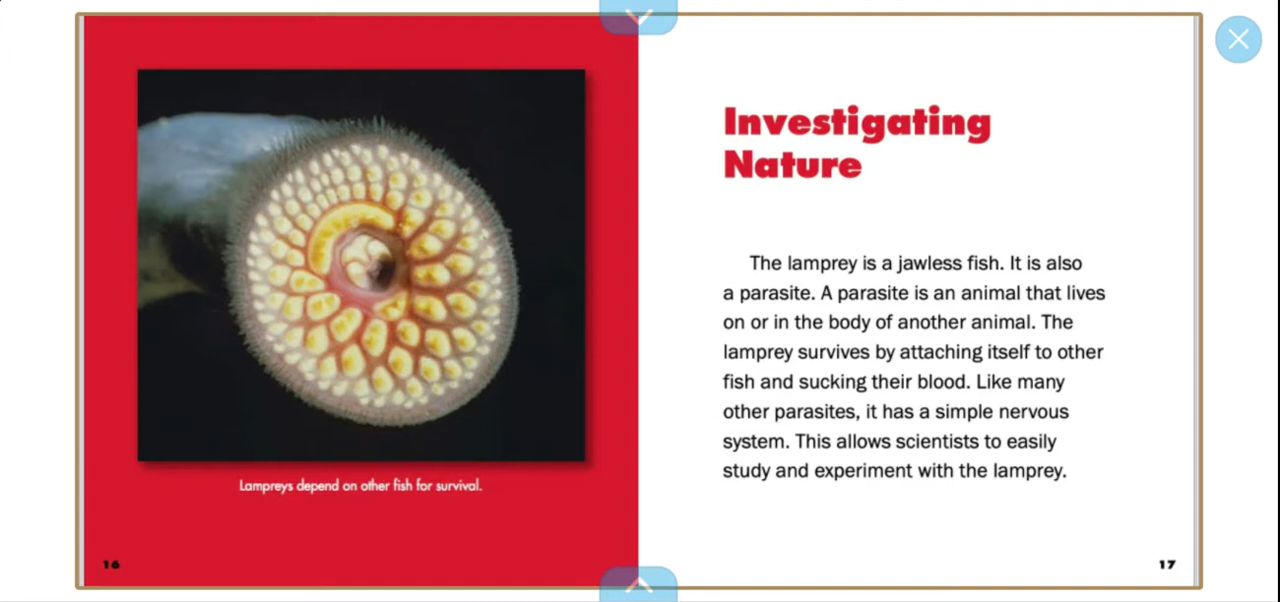 Lampreys depend on other fish for survival.
16
Investigating
Nature
The lamprey is a jawless fish. It is also
a parasite. A parasite is an animal that lives
on or in the body of another animal. The
lamprey survives by attaching itself to other
fish and sucking their blood. Like many
other parasites, it has a simple nervous
system. This allows scientists to easily
study and experiment with the lamprey.
17